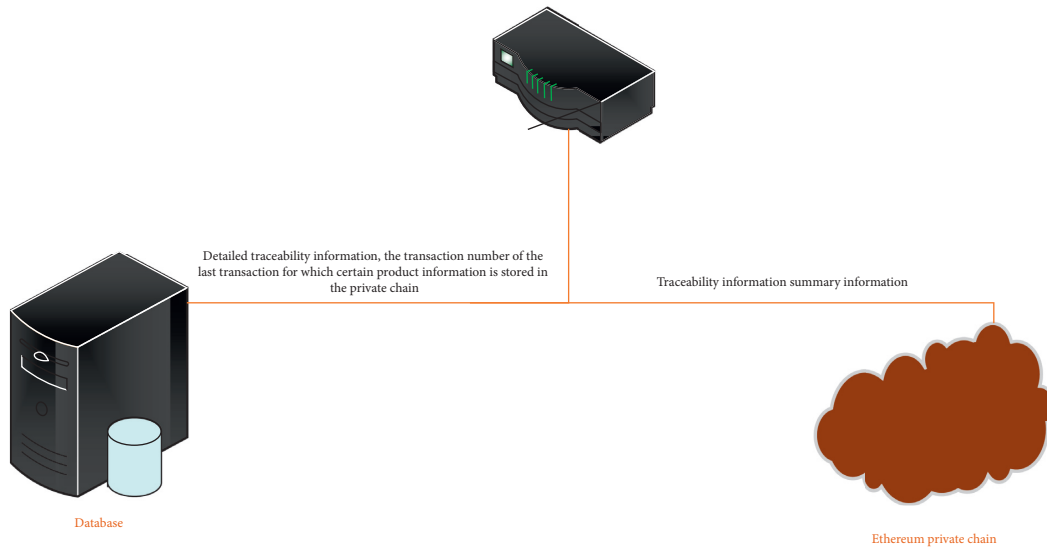 Detailed traceability information, the transaction number of the
last transaction for which certain product information is stored in
the private chain
Traceability information summary information
Database
Ethereum private chain